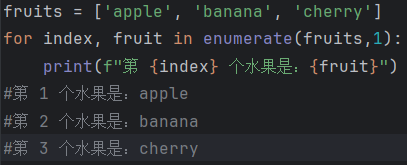 fruits = ['apple', 'banana', 'cherry']
for index, fruit in enumerate(fruits,1):
    print(f"第 {index} 个水果是：{fruit}")
#第 1 个水果是：apple
#第 2 个水果是：banana
#第 3 个水果是：cherry